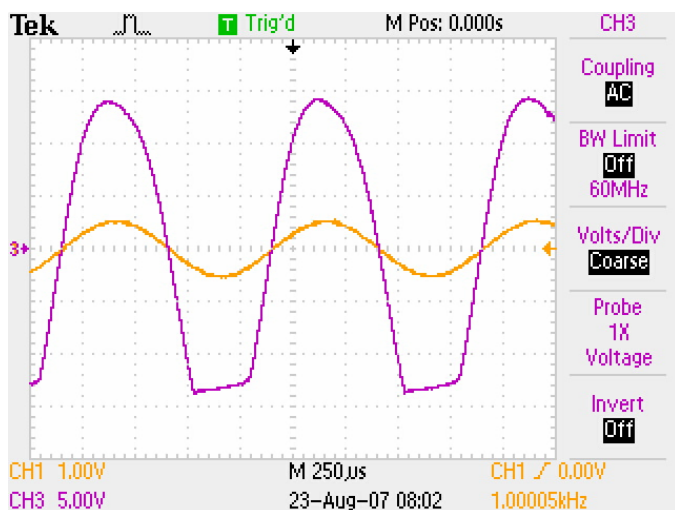 Tek T Trig'd M Pos: 0.000s CH3
Coupling
AC
BW Limit
Off
60MHz
Volts/Div
Coarse
3
Probe
1X
Voltage
Invert
Off
CH1 1.00V M 250µs CH1 0.00V
CH3 5.00V 23-Aug-07 08:02 1.00005kHz